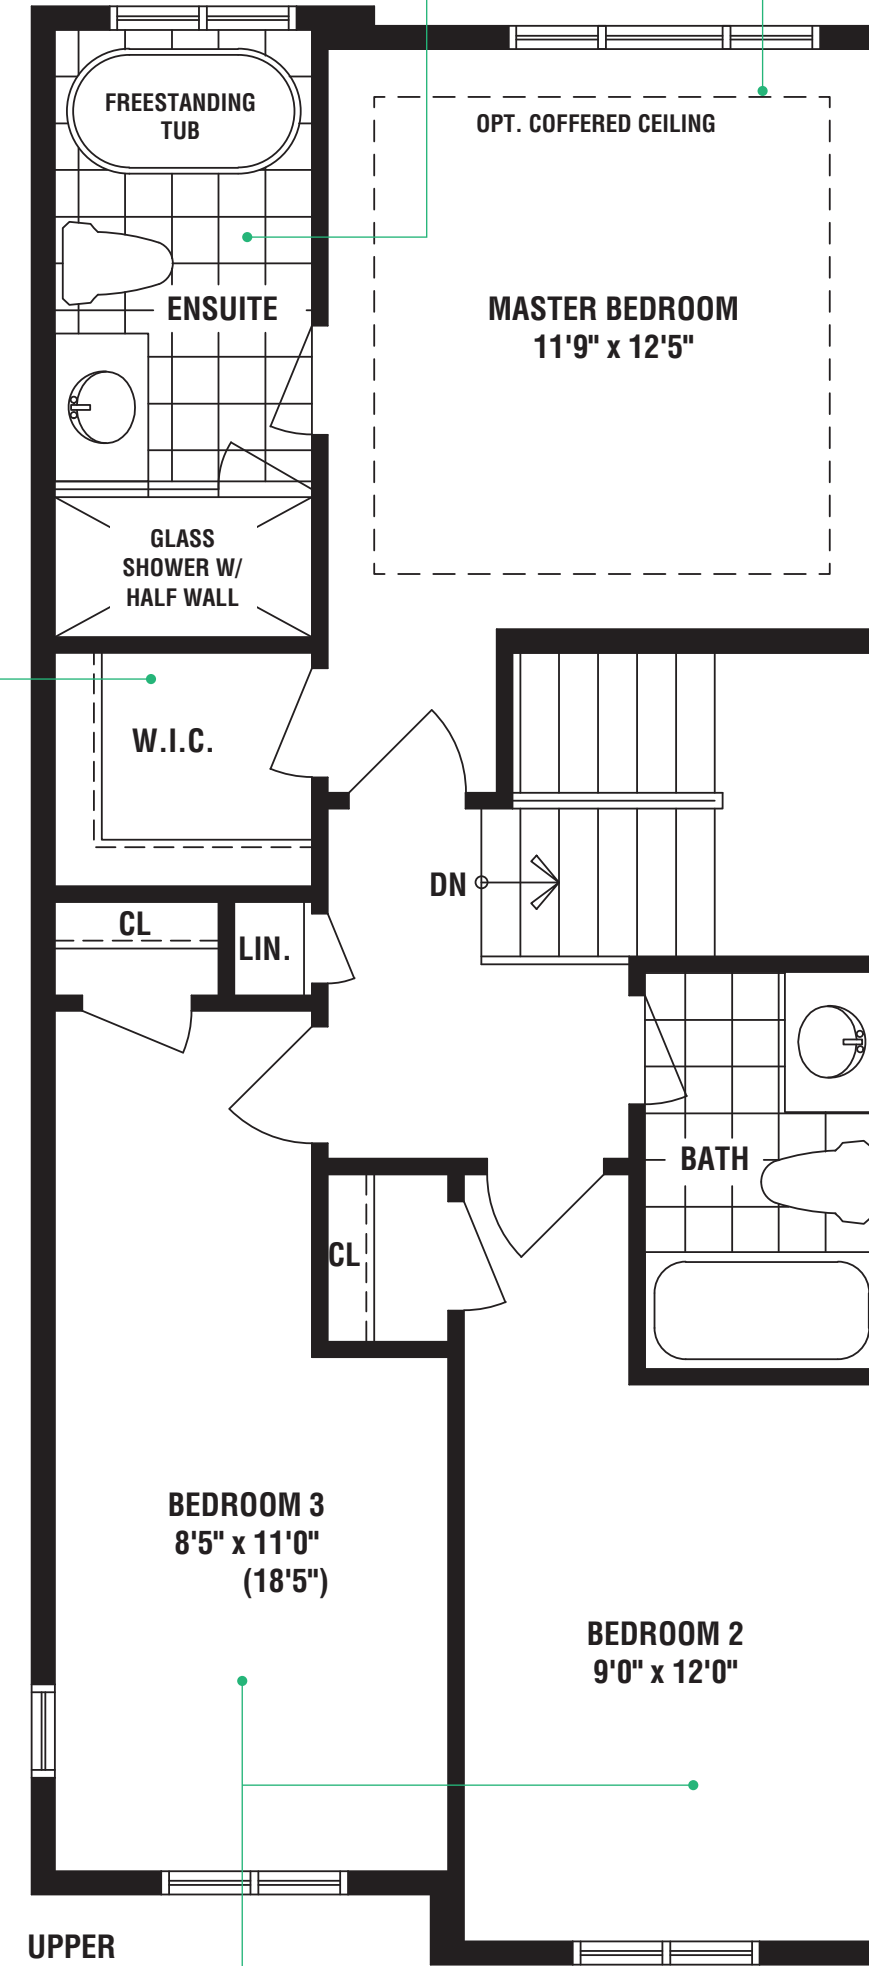 FREESTANDING
TUB
OPT. COFFERED CEILING
ENSUITE
MASTER BEDROOM
11'9" x 12'5"
GLASS
SHOWER W/
HALF WALL
W.I.C.
DN
CL
LIN.
BATH
CL
BEDROOM 3
8'5" x 11'0"
(18'5")
BEDROOM 2
9'0" x 12'0"
UPPER